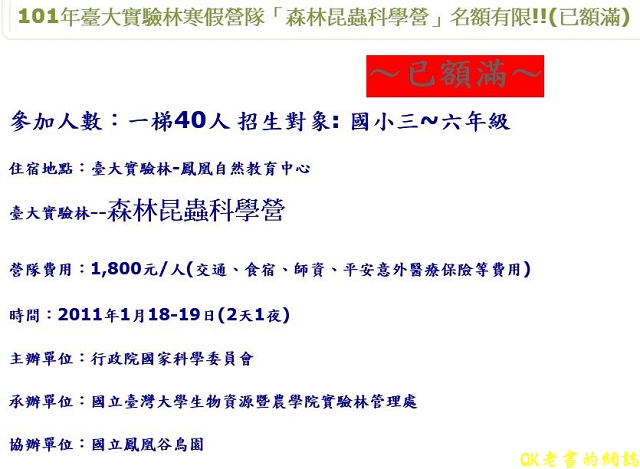 101年臺大實驗林寒假營隊「森林昆蟲科學營」名額有限!!(已額滿)
～已額滿～
參加人數：一梯40人 招生對象: 國小三~六年級
住宿地點：臺大實驗林-鳳凰自然教育中心
臺大實驗林--森林昆蟲科學營
營隊費用：1,800元/人(交通、食宿、師資、平安意外醫療保險等費用)
時間：2011年1月18-19日(2天1夜)
主辦單位：行政院國家科學委員會
承辦單位：國立臺灣大學生物資源暨農學院實驗林管理處
協辦單位：國立鳳凰谷鳥園
QK老爹的網誌